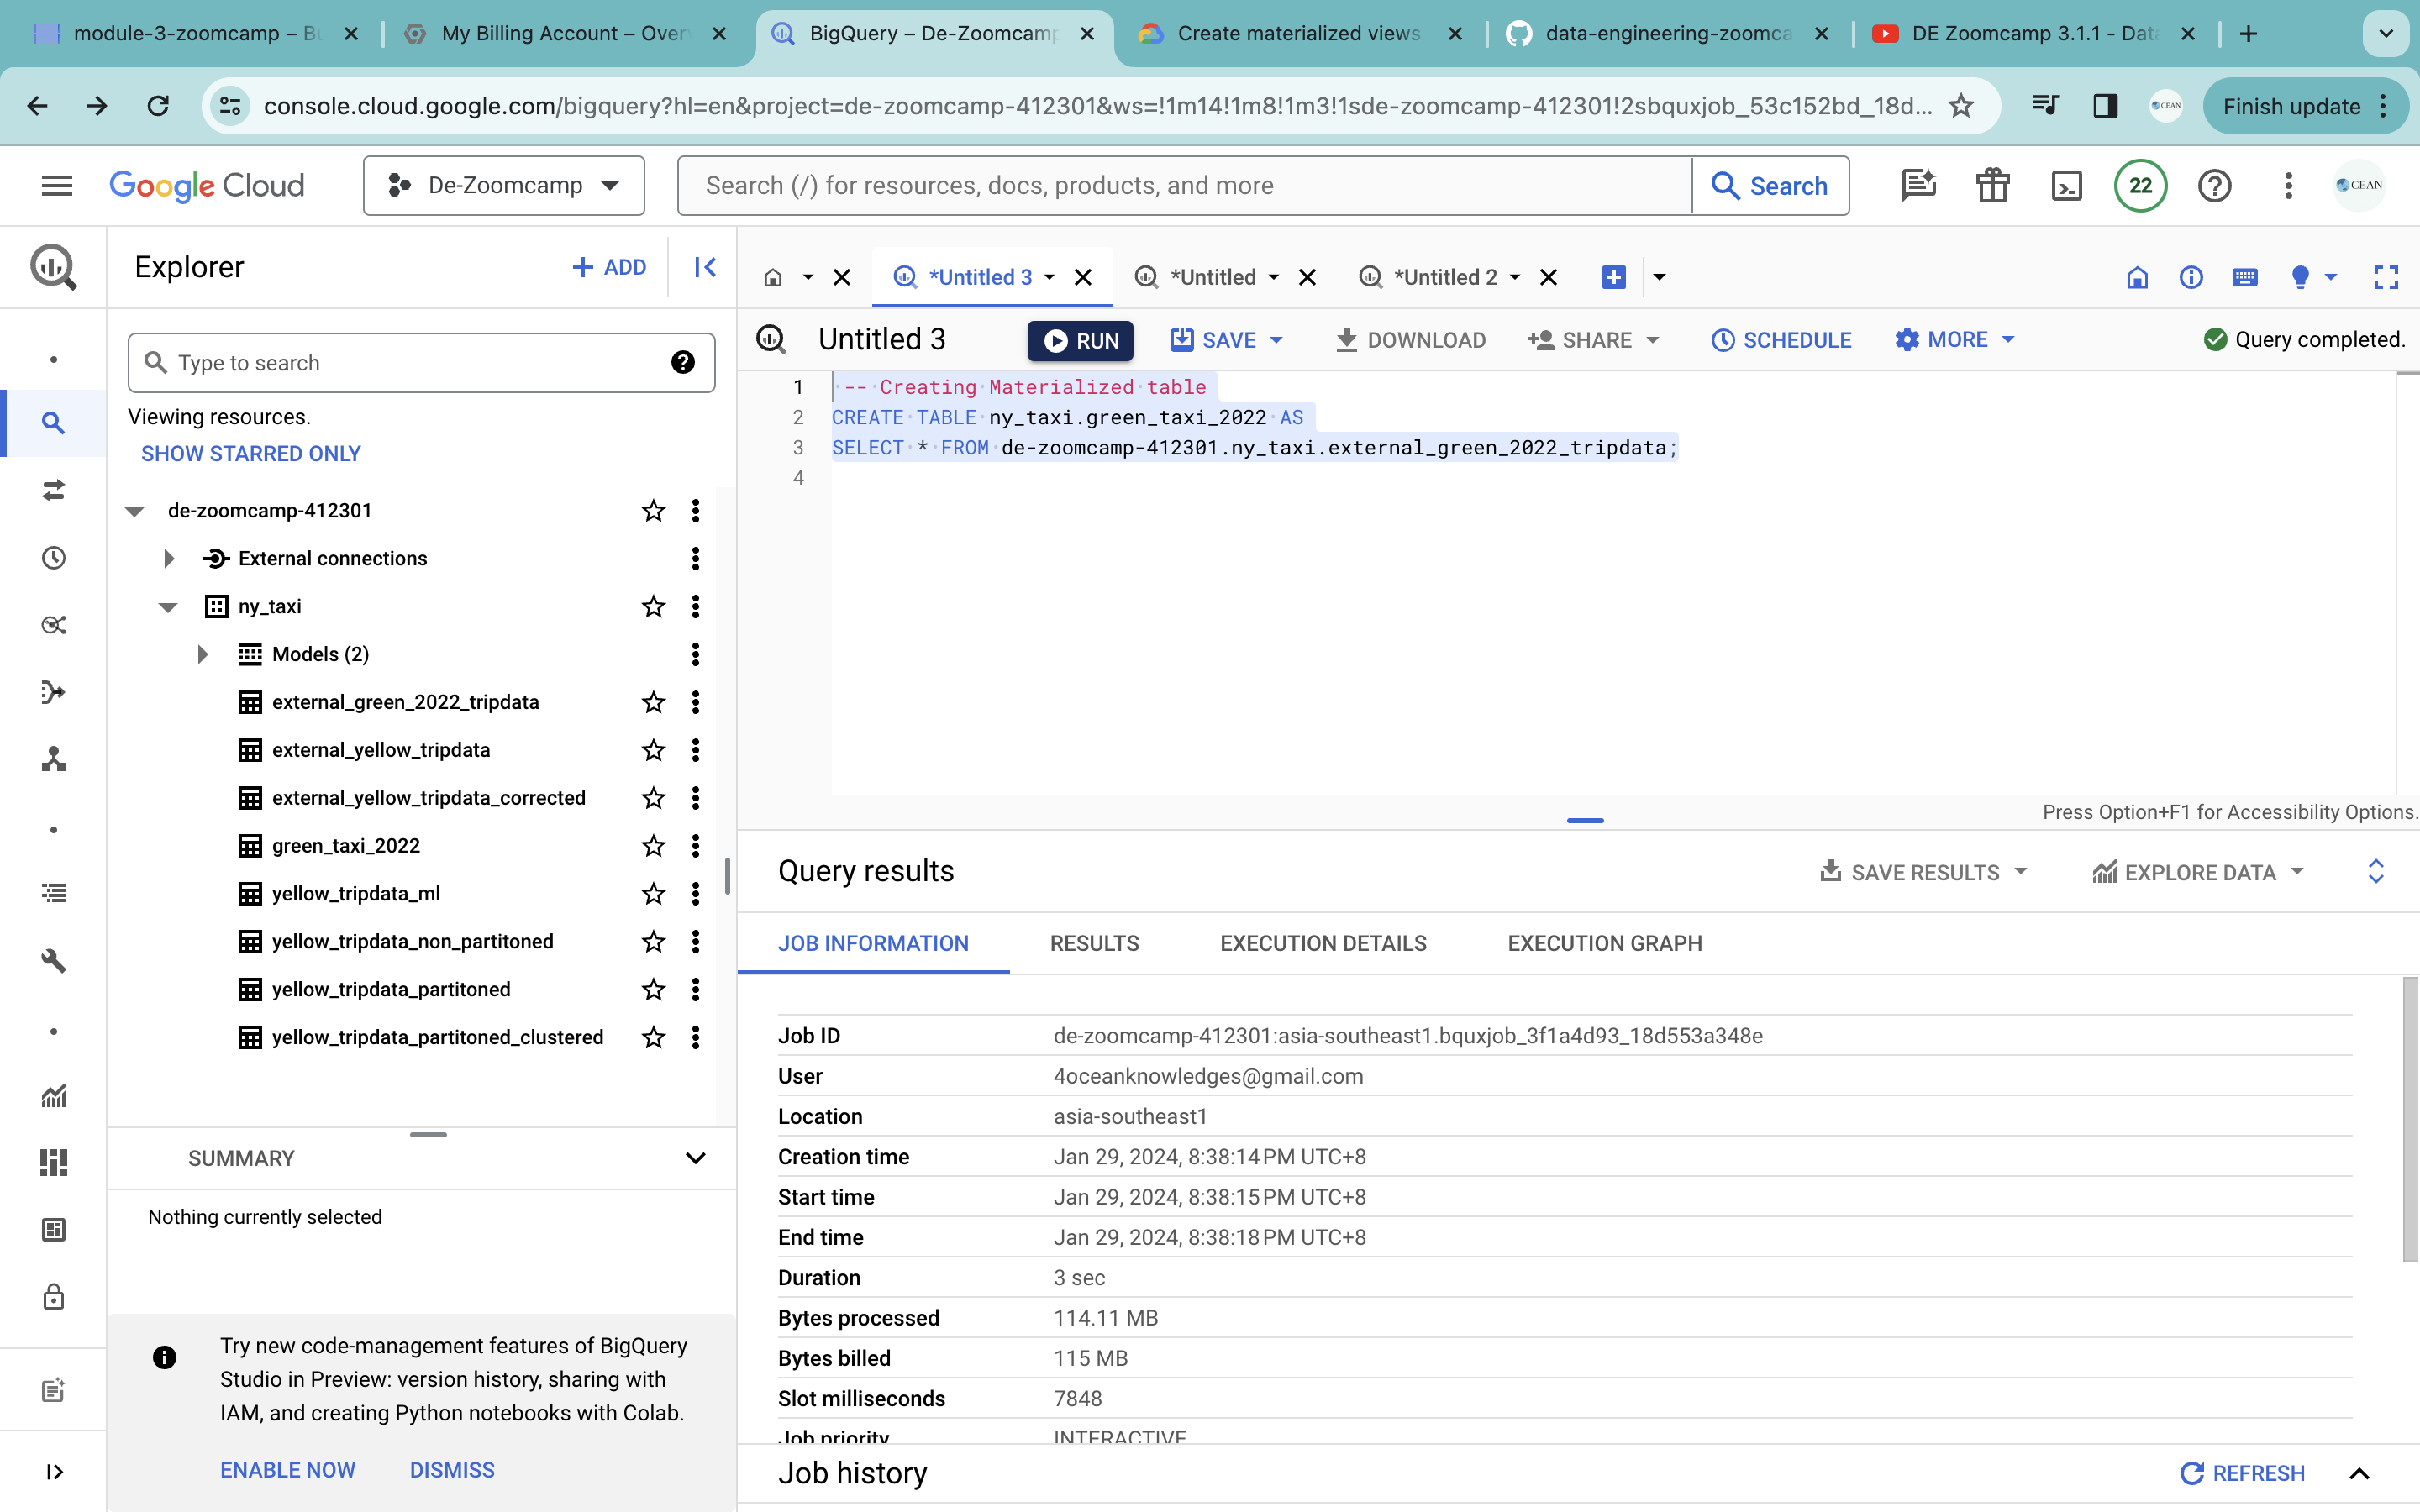 module-3-zoomcamp – Bu
My Billing Account – Over
BigQuery – De-Zoomcamp
Create materialized views
data-engineering-zoomca
DE Zoomcamp 3.1.1 - Data
console.cloud.google.com/bigquery?hl=en&project=de-zoomcamp-412301&ws=!1m14!1m8!1m3!1sde-zoomcamp-412301!2sbquxjob_53c152bd_18d...
CEAN
Finish update
Google Cloud
De-Zoomcamp
Search (/) for resources, docs, products, and more
Search
22
CEAN
Explorer
+ ADD
*Untitled 3
*Untitled
*Untitled 2
Type to search
Viewing resources.
SHOW STARRED ONLY
de-zoomcamp-412301
External connections
ny_taxi
Models (2)
external_green_2022_tripdata
external_yellow_tripdata
external_yellow_tripdata_corrected
green_taxi_2022
yellow_tripdata_ml
yellow_tripdata_non_partitoned
yellow_tripdata_partitoned
yellow_tripdata_partitoned_clustered
SUMMARY
Nothing currently selected
Try new code-management features of BigQuery
Studio in Preview: version history, sharing with
IAM, and creating Python notebooks with Colab.
ENABLE NOW
DISMISS
Untitled 3
RUN
SAVE
DOWNLOAD
SHARE
SCHEDULE
MORE
Query completed.
1 -- Creating Materialized table
2 CREATE TABLE ny_taxi.green_taxi_2022 AS
3 SELECT * FROM de-zoomcamp-412301.ny_taxi.external_green_2022_tripdata;
4
Press Option+F1 for Accessibility Options.
Query results
SAVE RESULTS
EXPLORE DATA
JOB INFORMATION
RESULTS
EXECUTION DETAILS
EXECUTION GRAPH
Job ID de-zoomcamp-412301:asia-southeast1.bquxjob_3f1a4d93_18d553a348e
User 4oceanknowledges@gmail.com
Location asia-southeast1
Creation time Jan 29, 2024, 8:38:14 PM UTC+8
Start time Jan 29, 2024, 8:38:15 PM UTC+8
End time Jan 29, 2024, 8:38:18 PM UTC+8
Duration 3 sec
Bytes processed 114.11 MB
Bytes billed 115 MB
Slot milliseconds 7848
Job priority INTERACTIVE
Job history
REFRESH